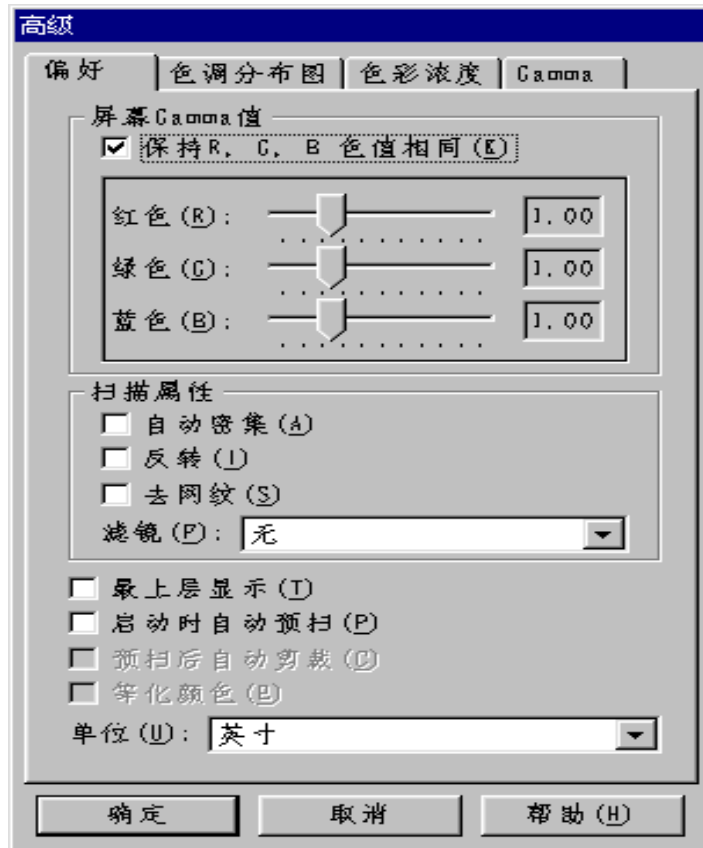 高级
偏好 色调分布图 色彩浓度 Gamma
屏幕Gamma值
保持R, G, B 色值相同(K)
红色(R): 1.00
绿色(G): 1.00
蓝色(B): 1.00
扫描属性
自动密集(A)
反转(I)
去网纹(S)
滤镜(F): 无
最上层显示(T)
启动时自动预扫(P)
预扫后自动剪裁(C)
等化颜色(E)
单位(U): 英寸
确定 取消 帮助(H)